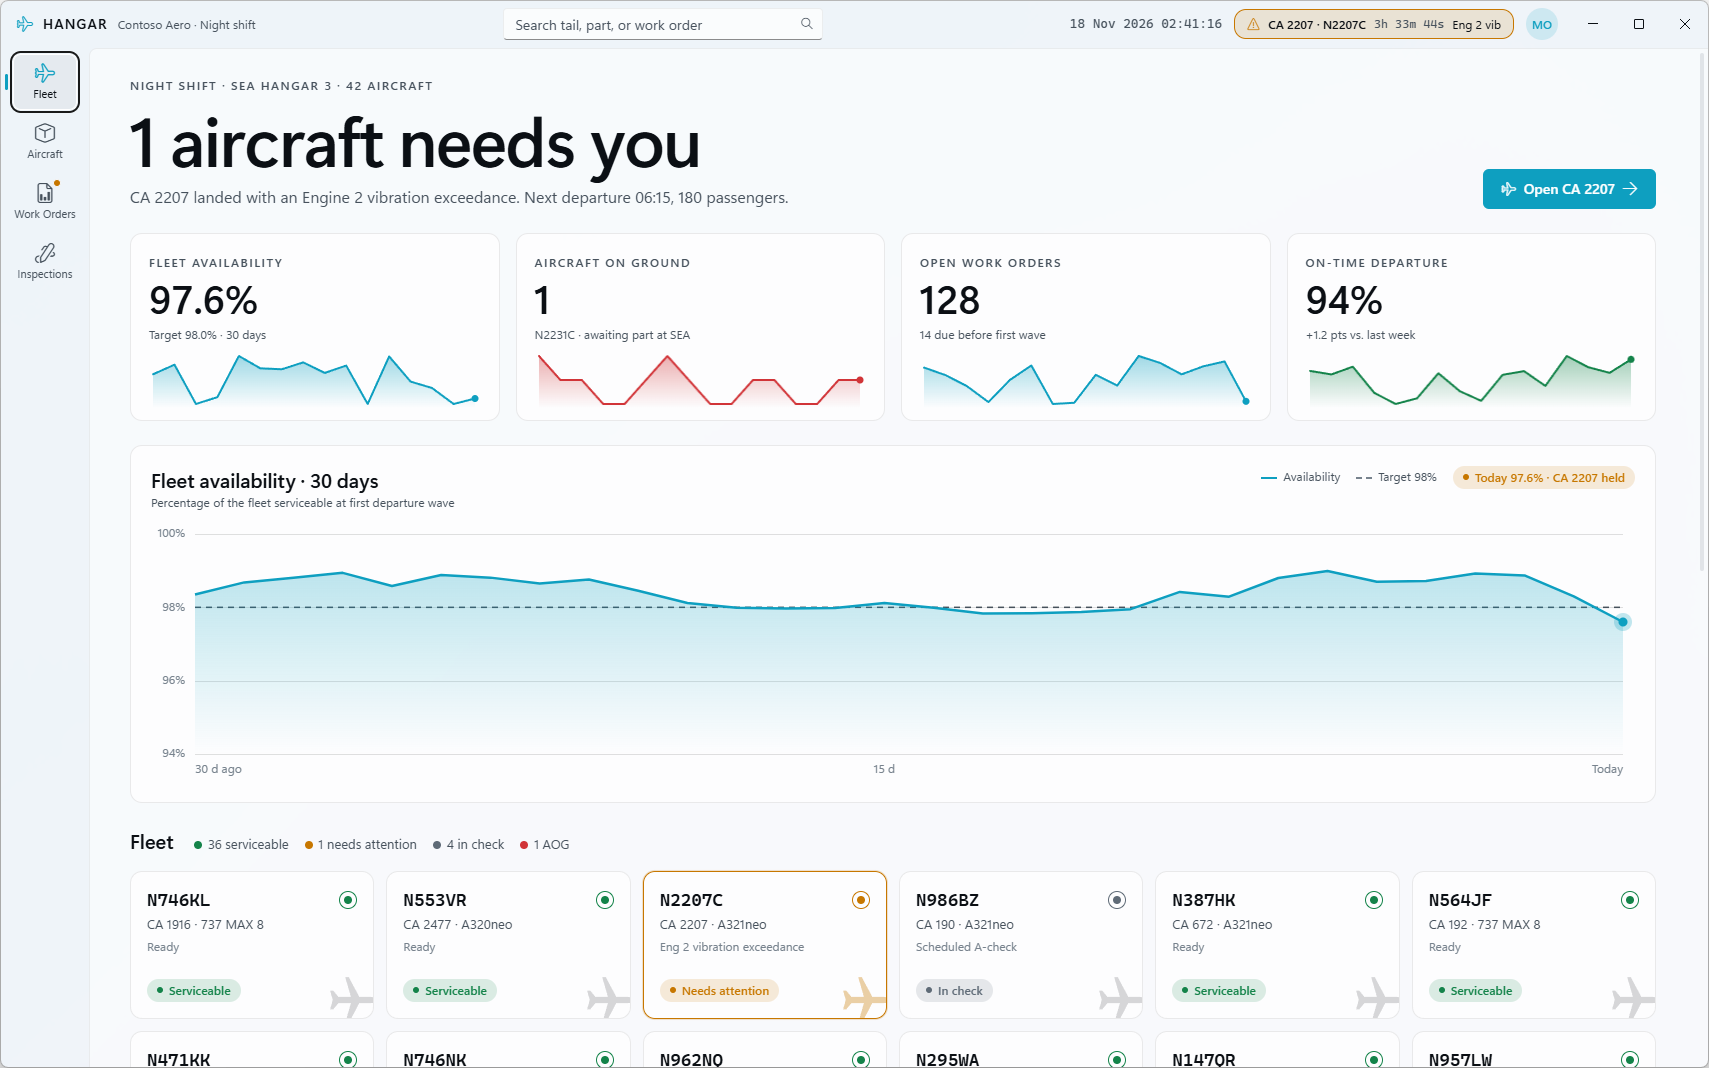 HANGAR Contoso Aero · Night shift
Search tail, part, or work order
18 Nov 2026 02:41:16
CA 2207 · N2207C 3h 33m 44s Eng 2 vib
MO
Fleet
Aircraft
Work Orders
Inspections
NIGHT SHIFT · SEA HANGAR 3 · 42 AIRCRAFT
1 aircraft needs you
CA 2207 landed with an Engine 2 vibration exceedance. Next departure 06:15, 180 passengers.
Open CA 2207
FLEET AVAILABILITY
97.6%
Target 98.0% · 30 days
AIRCRAFT ON GROUND
1
N2231C · awaiting part at SEA
OPEN WORK ORDERS
128
14 due before first wave
ON-TIME DEPARTURE
94%
+1.2 pts vs. last week
Fleet availability · 30 days
Percentage of the fleet serviceable at first departure wave
Availability
Target 98%
Today 97.6% · CA 2207 held
100%
98%
96%
94%
30 d ago
15 d
Today
Fleet
36 serviceable
1 needs attention
4 in check
1 AOG
N746KL
CA 1916 · 737 MAX 8
Ready
Serviceable
N553VR
CA 2477 · A320neo
Ready
Serviceable
N2207C
CA 2207 · A321neo
Eng 2 vibration exceedance
Needs attention
N986BZ
CA 190 · A321neo
Scheduled A-check
In check
N387HK
CA 672 · A321neo
Ready
Serviceable
N564JF
CA 192 · 737 MAX 8
Ready
Serviceable
N471KK
N746NK
N962NQ
N295WA
N147QR
N957LW